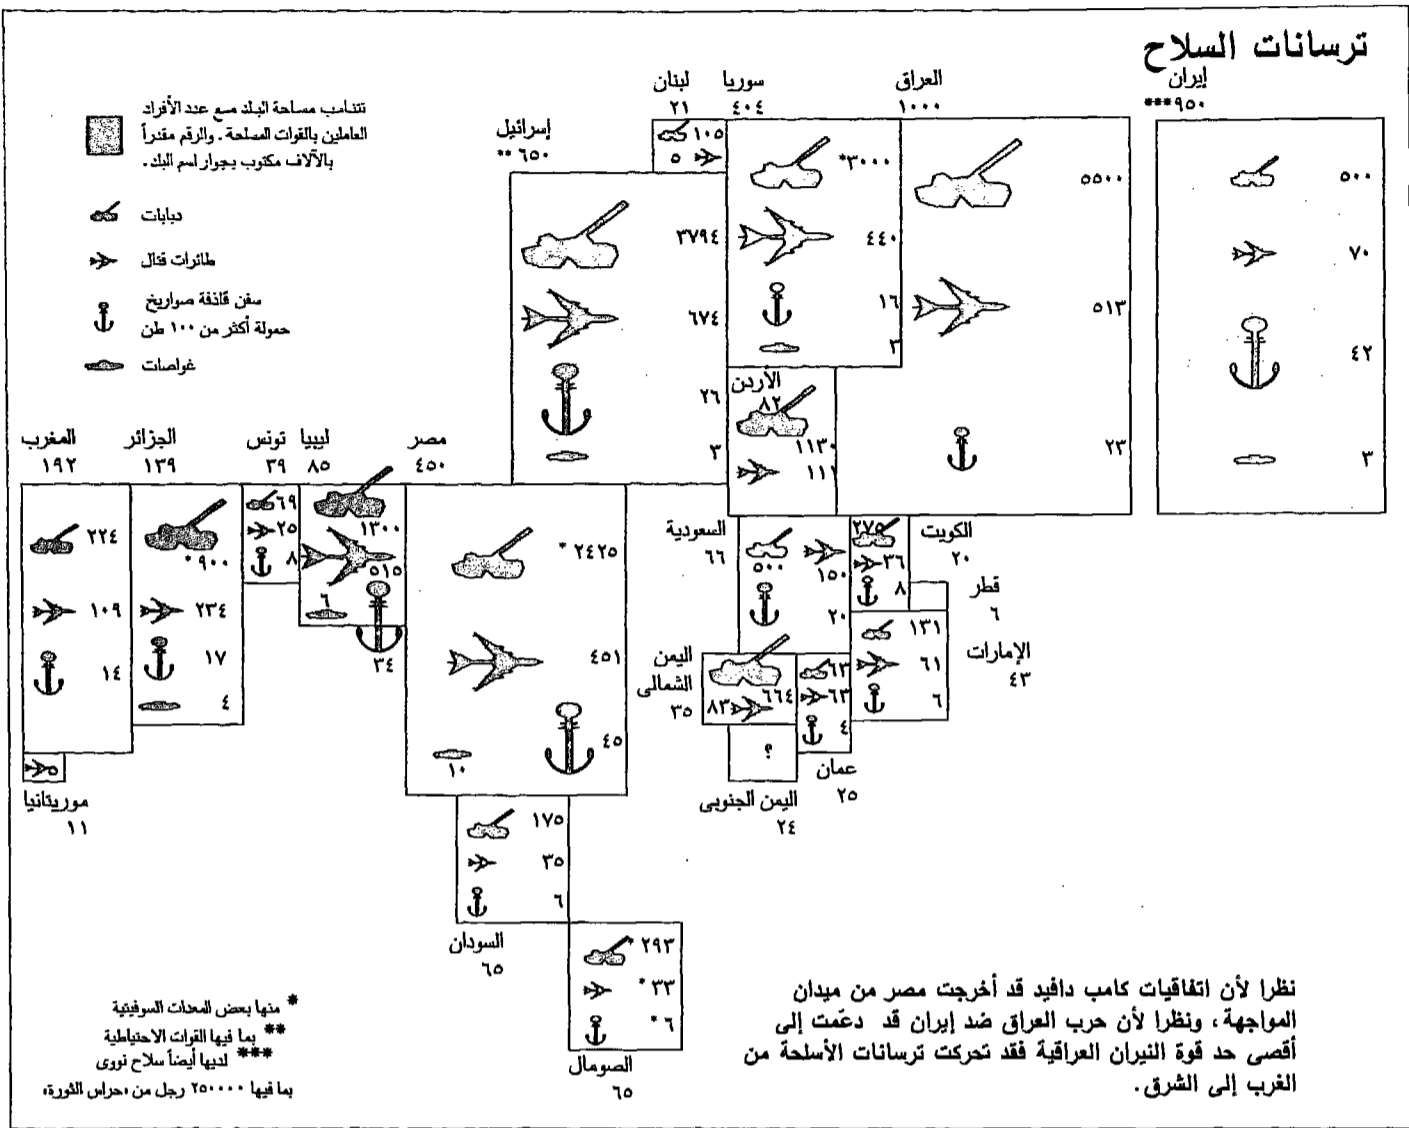 ترسانات السلاح
إيران
٩٥٠***
٥٠٠
٧٠
٤٢
٣
العراق
١٠٠٠
٥٥٠٠
٥١٣
٢٣
سوريا
٤٠٤
*٣٠٠٠
٤٤٠
١٦
٣
لبنان
٢١
١٠٥
٥
إسرائيل
٦٥٠ **
٣٧٩٤
٦٧٤
٢٦
٣
تتناسب مساحة البلد مع عدد الأفراد
العاملين بالقوات المسلحة. والرقم مقدراً
بالآلاف مكتوب بجوار اسم البلد.
دبابات
طائرات قتال
سفن قاذفة صواريخ
حمولة أكثر من ١٠٠ طن
غواصات
الأردن
٨٢
١١٣٠
١١١
مصر
٤٥٠
٢٤٢٥ *
٤٥١
٤٥
١٠
ليبيا
٨٥
١٣٠٠
٥١٥
٦
٣٤
تونس
٣٩
٦٩
٢٥
٨
الجزائر
١٣٩
٩٠٠ *
٢٣٤
١٧
٤
المغرب
١٩٢
٢٢٤
١٠٩
١٤
موريتانيا
١١
٥
الكويت
٢٠
٢٧٥
٣٦
٨
السعودية
٦٦
٥٠٠
١٥٠
٢٠
قطر
٦
الإمارات
٤٣
١٣١
٦١
٦
اليمن
الشمالى
٣٥
٦٦٤
٨٣
عمان
٢٥
٦٣
٦٣
٤
اليمن الجنوبى
٢٤
؟
السودان
٦٥
١٧٥
٣٥
٦
الصومال
٦٥
٢٩٣ *
٣٣ *
٦ *
نظرا لأن اتفاقيات كامب دافيد قد أخرجت مصر من ميدان
المواجهة، ونظرا لأن حرب العراق ضد إيران قد دعّمت إلى
أقصى حد قوة النيران العراقية فقد تحركت ترسانات الأسلحة من
الغرب إلى الشرق.
* منها بعض المعدات السوفيتية
** بما فيها القوات الاحتياطية
*** لديها أيضاً سلاح نووى
بما فيها ٢٥٠٠٠٠ رجل من «حراس الثورة»